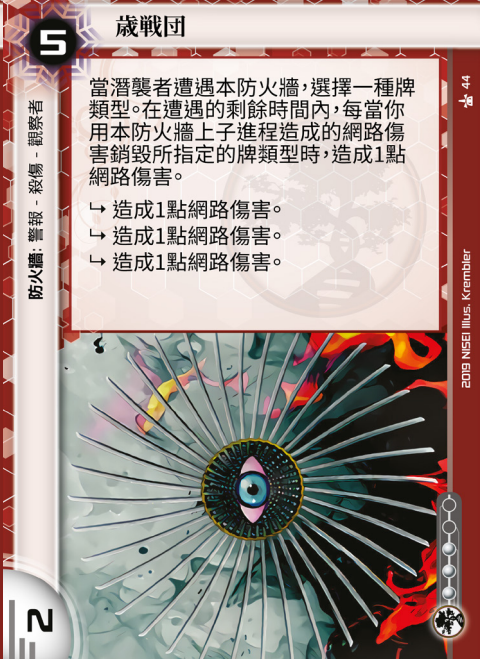 5
歳戦団
防火牆: 警報 - 殺傷 - 觀察者
當潛襲者遭遇本防火牆，選擇一種牌
類型。在遭遇的剩餘時間內，每當你
用本防火牆上子進程造成的網路傷
害銷毀所指定的牌類型時，造成1點
網路傷害。
↳ 造成1點網路傷害。
↳ 造成1點網路傷害。
↳ 造成1點網路傷害。
44
2019 NISEI Illus. Krembler
2